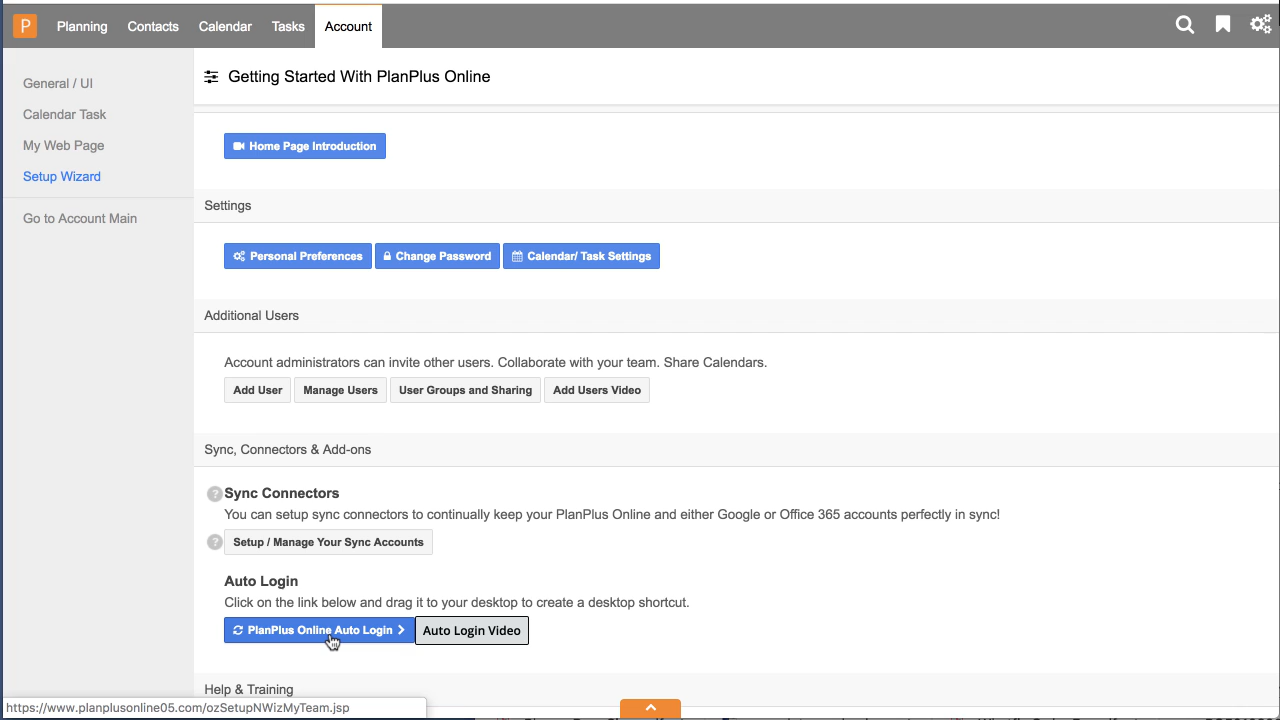 P Planning Contacts Calendar Tasks Account
General / UI
Calendar Task
My Web Page
Setup Wizard
Go to Account Main
Getting Started With PlanPlus Online
Home Page Introduction
Settings
Personal Preferences Change Password Calendar/ Task Settings
Additional Users
Account administrators can invite other users. Collaborate with your team. Share Calendars.
Add User Manage Users User Groups and Sharing Add Users Video
Sync, Connectors & Add-ons
? Sync Connectors
You can setup sync connectors to continually keep your PlanPlus Online and either Google or Office 365 accounts perfectly in sync!
? Setup / Manage Your Sync Accounts
Auto Login
Click on the link below and drag it to your desktop to create a desktop shortcut.
PlanPlus Online Auto Login Auto Login Video
Help & Training
https://www.planplusonline05.com/ozSetupNWizMyTeam.jsp